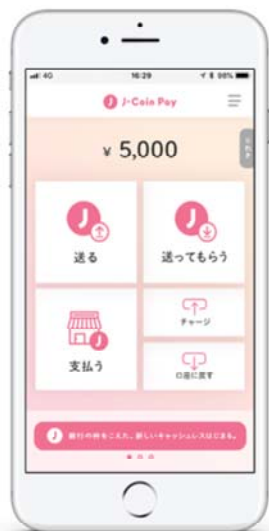 4G 16:29 98%
J-Coin Pay
¥ 5,000
送る
送ってもらう
支払う
チャージ
口座に戻す
銀行の枠をこえた、新しいキャッシュレスはじまる。